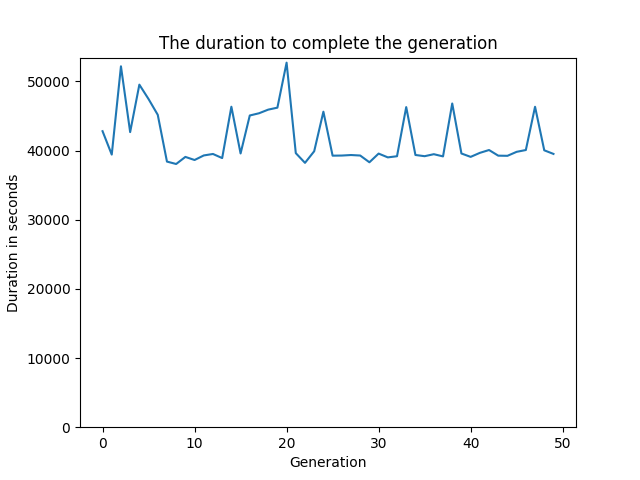 The duration to complete the generation
50000
40000
30000
20000
10000
0
Duration in seconds
0 10 20 30 40 50
Generation